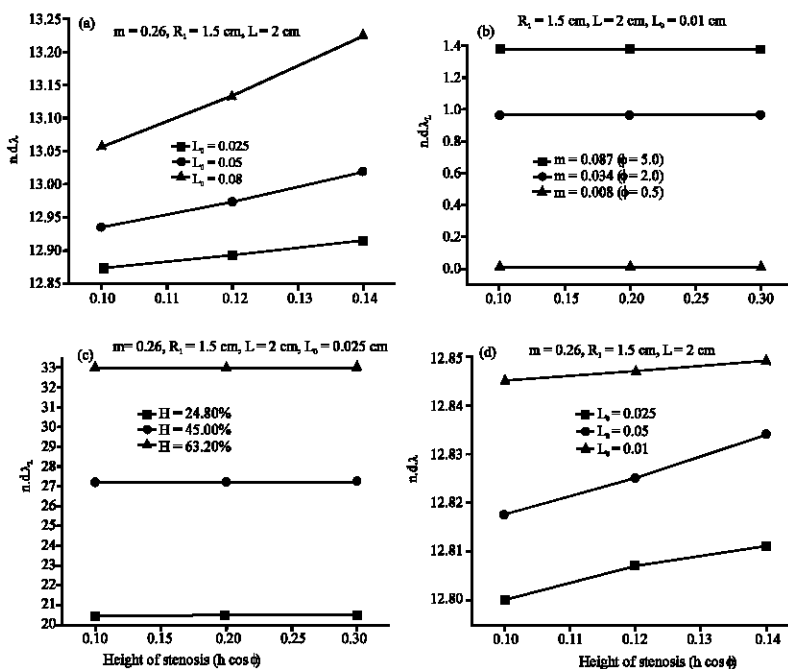 (a)
m = 0.26, R₁ = 1.5 cm, L = 2 cm
13.25
13.20
13.15
13.10
13.05
13.00
12.95
12.90
12.85
n.d.λ
L₀ = 0.025
L₀ = 0.05
L₀ = 0.08
0.10 0.11 0.12 0.13 0.14
R₁ = 1.5 cm, L = 2 cm, L₀ = 0.01 cm
(b)
1.4
1.2
1.0
0.8
0.6
0.4
0.2
0.0
n.d.λ₂
m = 0.087 (ϕ = 5.0)
m = 0.034 (ϕ = 2.0)
m = 0.008 (ϕ = 0.5)
0.10 0.15 0.20 0.25 0.30
(c)
m= 0.26, R₁ = 1.5 cm, L = 2 cm, L₀ = 0.025 cm
33
32
31
30
29
28
27
26
25
24
23
22
21
20
n.d.λ₂
H = 24.80%
H = 45.00%
H = 63.20%
0.10 0.15 0.20 0.25 0.30
Height of stenosis (h cos ϕ)
(d)
m = 0.26, R₁ = 1.5 cm, L = 2 cm
12.85
12.84
12.83
12.82
12.81
12.80
L₀ = 0.025
L₀ = 0.05
L₀ = 0.01
0.10 0.11 0.12 0.13 0.14
Height of stenosis (h cos ϕ)